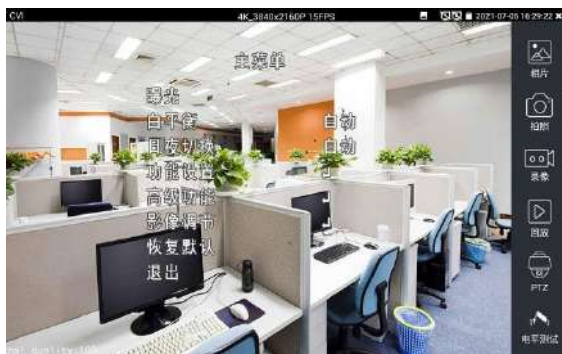 CVI 4K_3840x2160P 15FPS 2021-07-05 16:29:22
主菜单
曝光
白平衡 自动
日夜切换 自动
功能设置
高级功能
影像调节
恢复默认
退出
相片
拍照
录像
回放
PTZ
电平测试